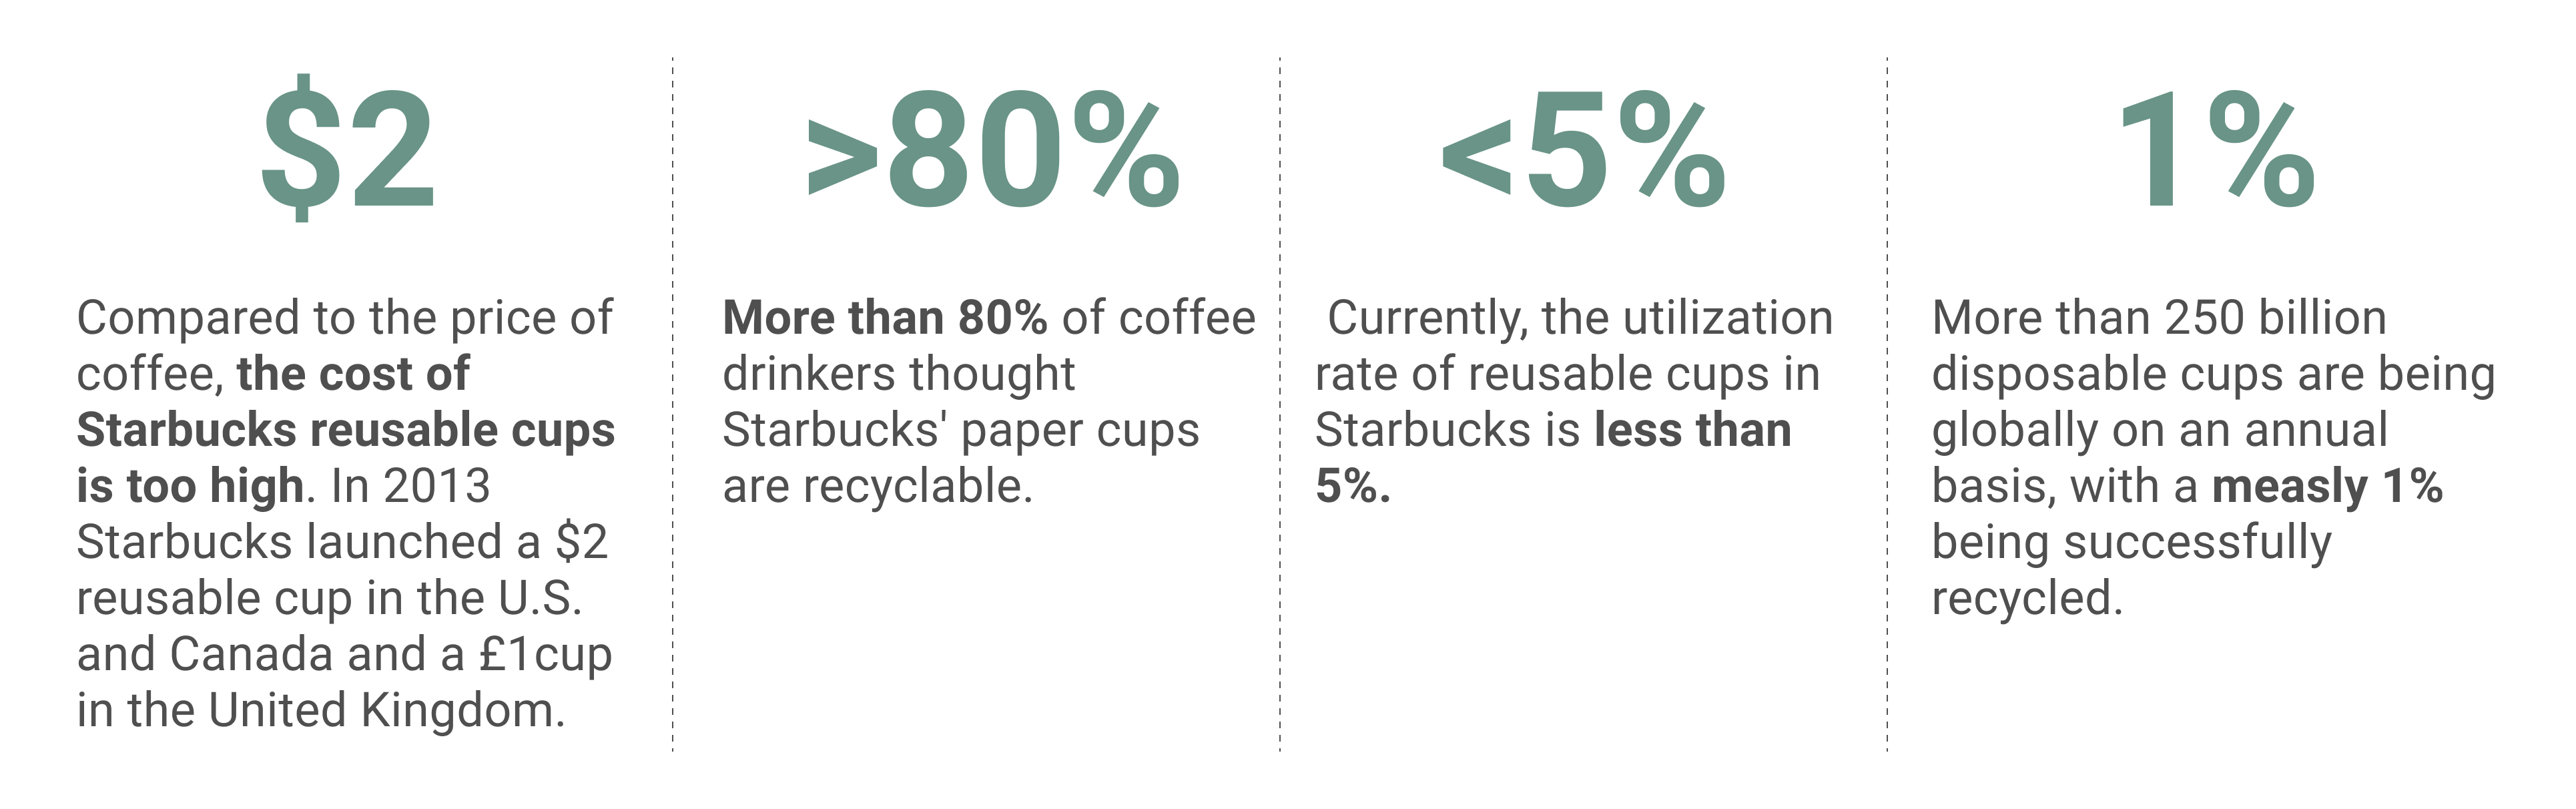 $2
Compared to the price of
coffee, the cost of
Starbucks reusable cups
is too high. In 2013
Starbucks launched a $2
reusable cup in the U.S.
and Canada and a £1cup
in the United Kingdom.
>80%
More than 80% of coffee
drinkers thought
Starbucks' paper cups
are recyclable.
<5%
Currently, the utilization
rate of reusable cups in
Starbucks is less than
5%.
1%
More than 250 billion
disposable cups are being
globally on an annual
basis, with a measly 1%
being successfully
recycled.